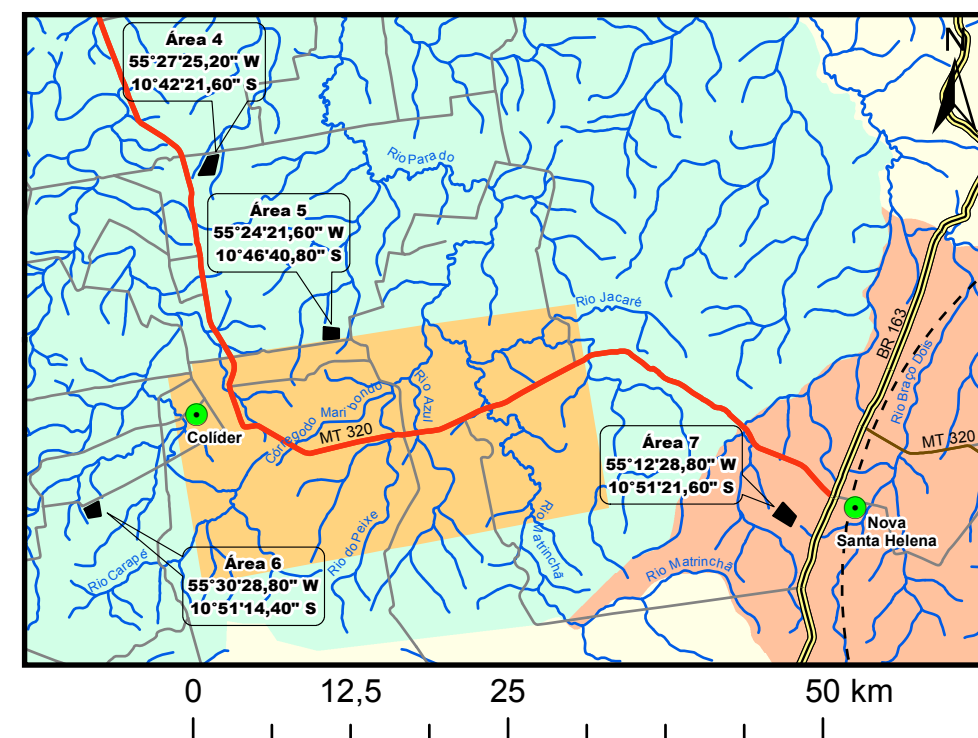 Área 4
55°27'25,20" W
10°42'21,60" S
N
Rio Parado
Área 5
55°24'21,60" W
10°46'40,80" S
Rio Jacaré
BR 163
Rio Braço Dois
Rio Azul
Córrego do Maribondo
MT 320
Colíder
MT 320
Área 7
55°12'28,80" W
10°51'21,60" S
Nova
Santa Helena
Rio do Peixe
Rio Matrinchã
Rio Matrinchã
Rio Carapé
Área 6
55°30'28,80" W
10°51'14,40" S
0 12,5 25 50 km